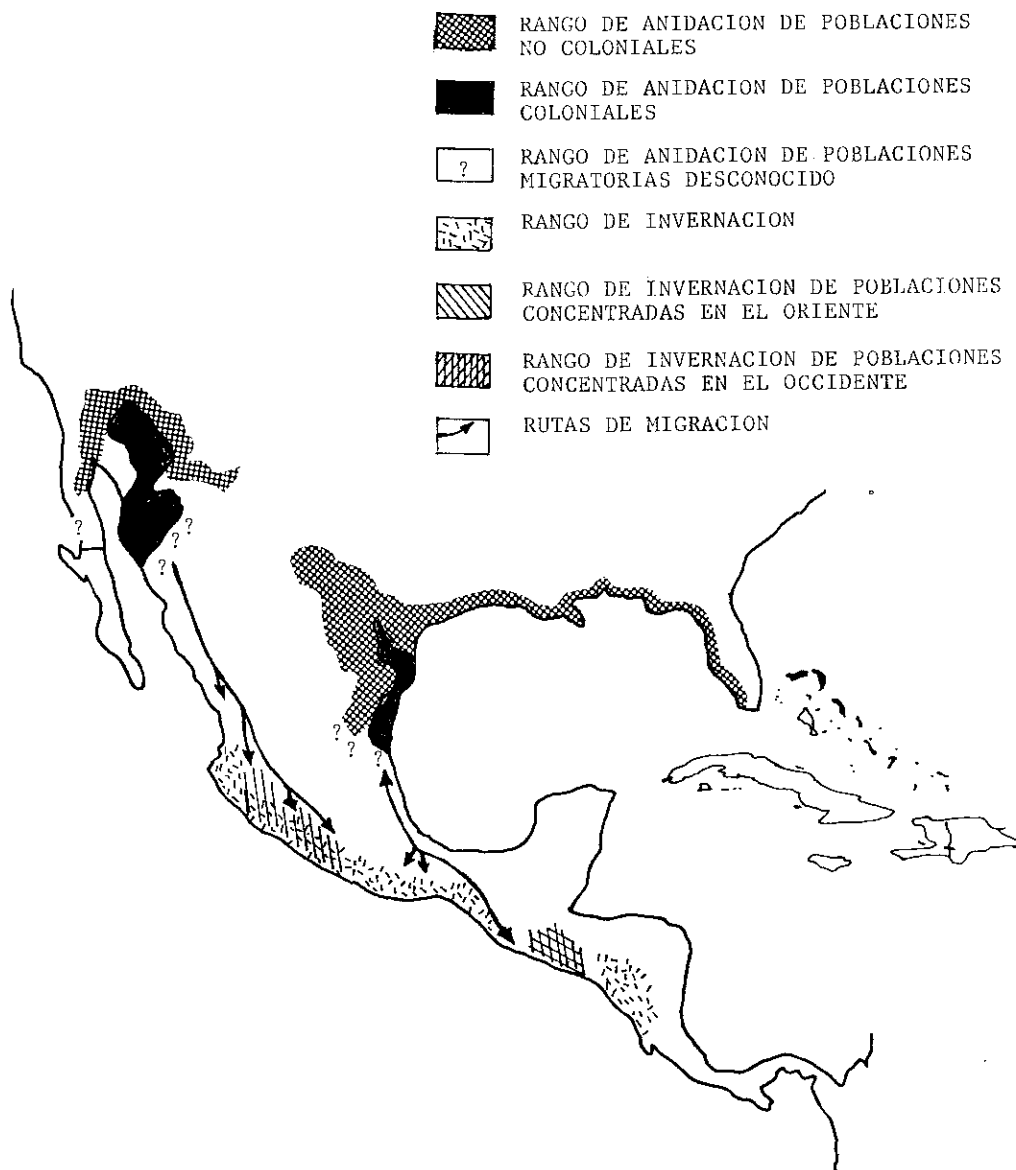 RANGO DE ANIDACION DE POBLACIONES
NO COLONIALES
RANGO DE ANIDACION DE POBLACIONES
COLONIALES
?
RANGO DE ANIDACION DE POBLACIONES
MIGRATORIAS DESCONOCIDO
RANGO DE INVERNACION
RANGO DE INVERNACION DE POBLACIONES
CONCENTRADAS EN EL ORIENTE
RANGO DE INVERNACION DE POBLACIONES
CONCENTRADAS EN EL OCCIDENTE
RUTAS DE MIGRACION
?
?
?
?
?
?
?